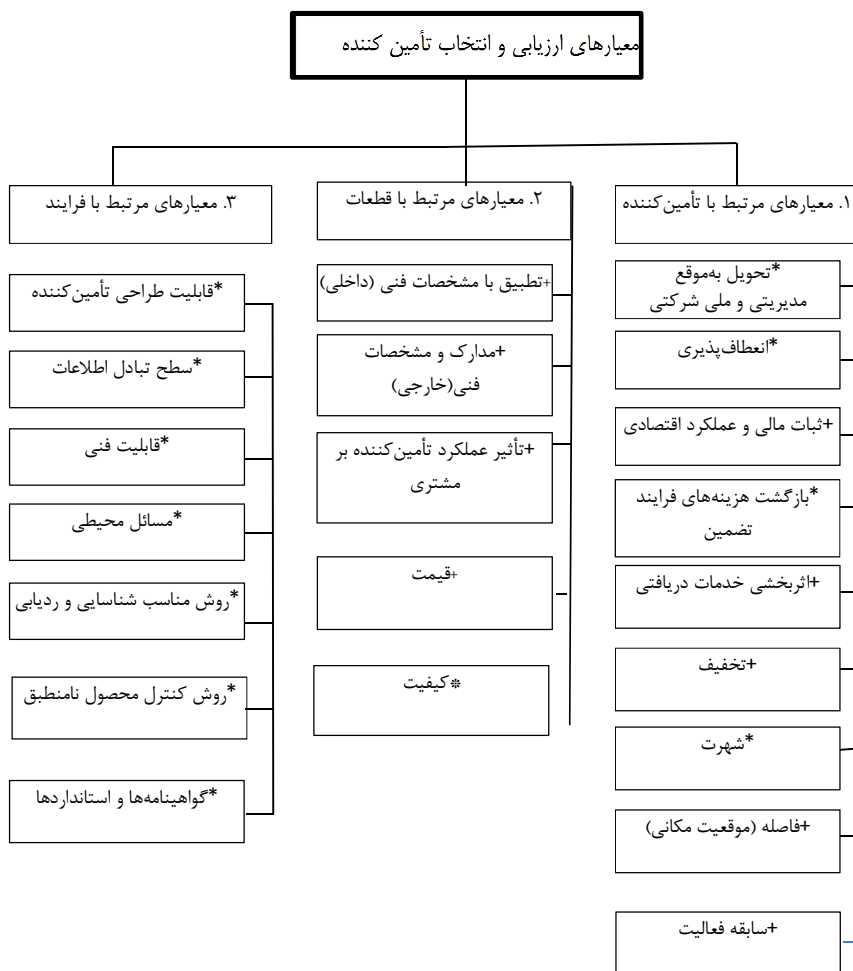 معیارهای ارزیابی و انتخاب تأمین کننده
۱. معیارهای مرتبط با تأمین‌کننده
*تحویل به‌موقع
مدیریتی و ملی شرکتی
*انعطاف‌پذیری
+ثبات مالی و عملکرد اقتصادی
*بازگشت هزینه‌های فرایند
تضمین
+اثربخشی خدمات دریافتی
+تخفیف
*شهرت
+فاصله (موقعیت مکانی)
+سابقه فعالیت
۲. معیارهای مرتبط با قطعات
+تطبیق با مشخصات فنی (داخلی)
+مدارک و مشخصات
فنی(خارجی)
+تأثیر عملکرد تأمین‌کننده بر
مشتری
+قیمت
*کیفیت
۳. معیارهای مرتبط با فرایند
*قابلیت طراحی تأمین‌کننده
*سطح تبادل اطلاعات
*قابلیت فنی
*مسائل محیطی
*روش مناسب شناسایی و ردیابی
*روش کنترل محصول نامنطبق
*گواهینامه‌ها و استانداردها